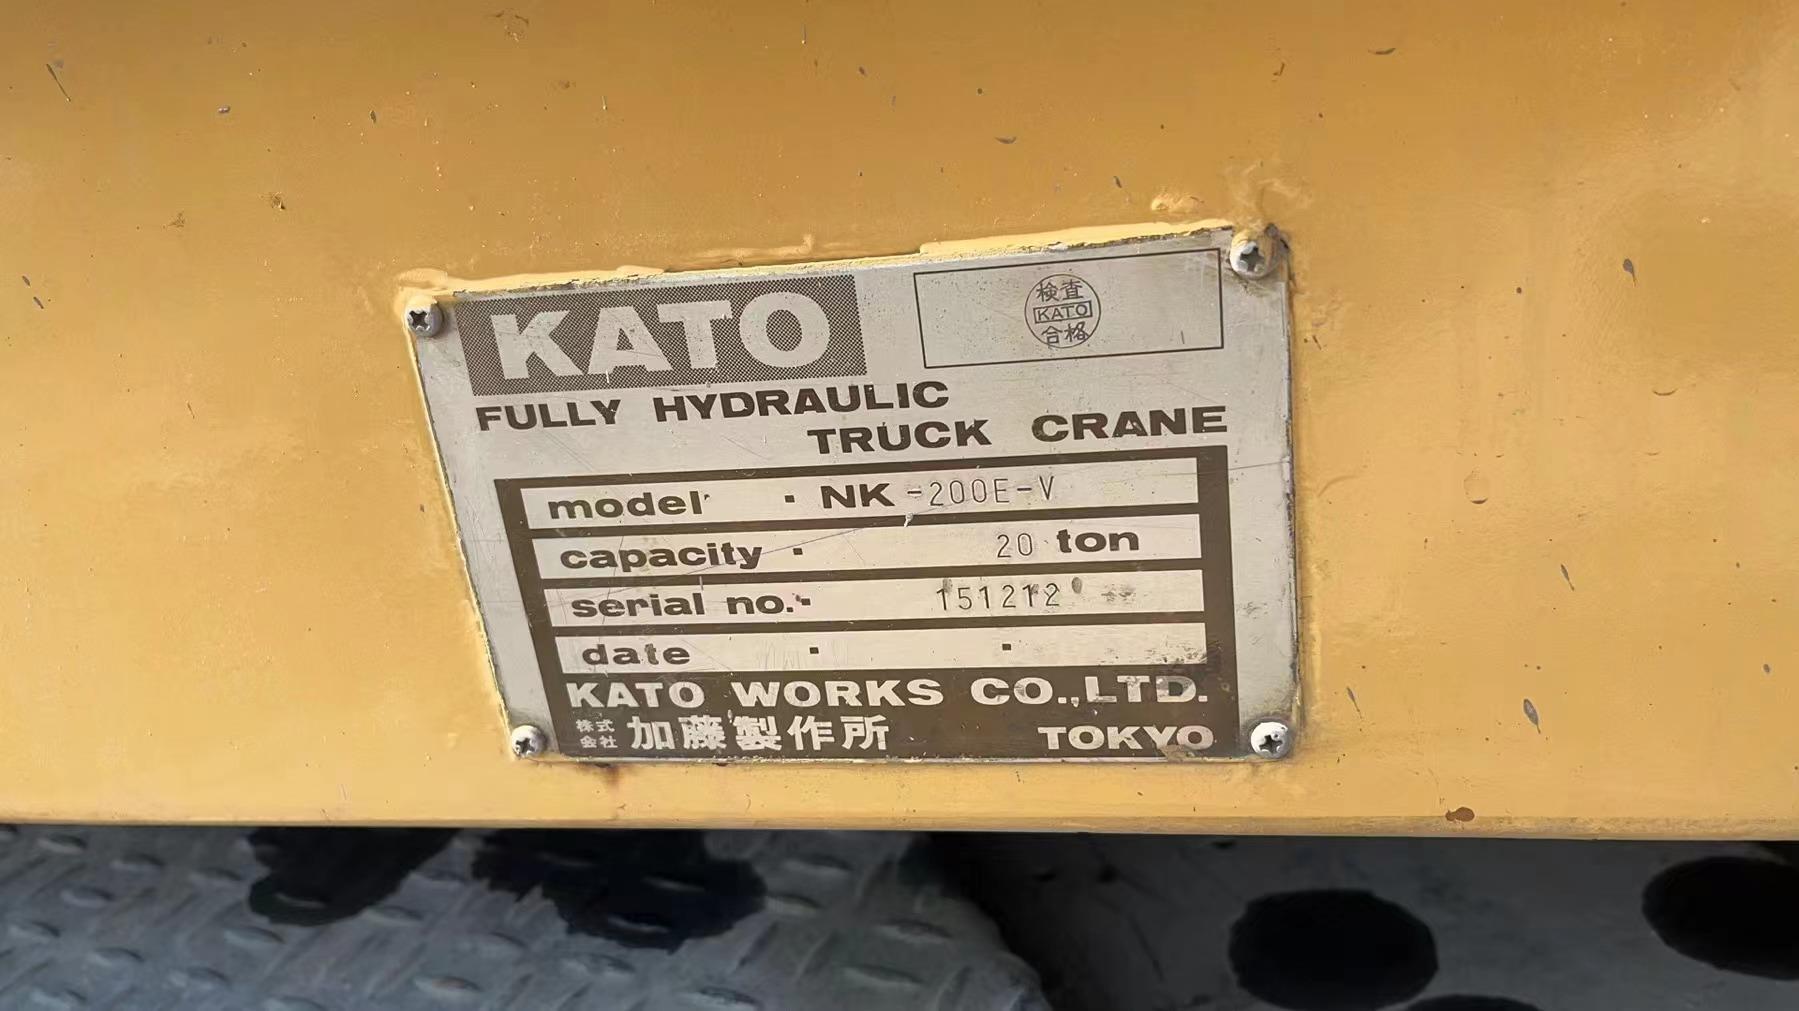 KATO
検査
KATO
合格
FULLY HYDRAULIC
TRUCK CRANE
model · NK -200E-V
capacity · 20 ton
serial no. · 151212
date · ·
KATO WORKS CO.,LTD.
株式会社 加藤製作所 TOKYO